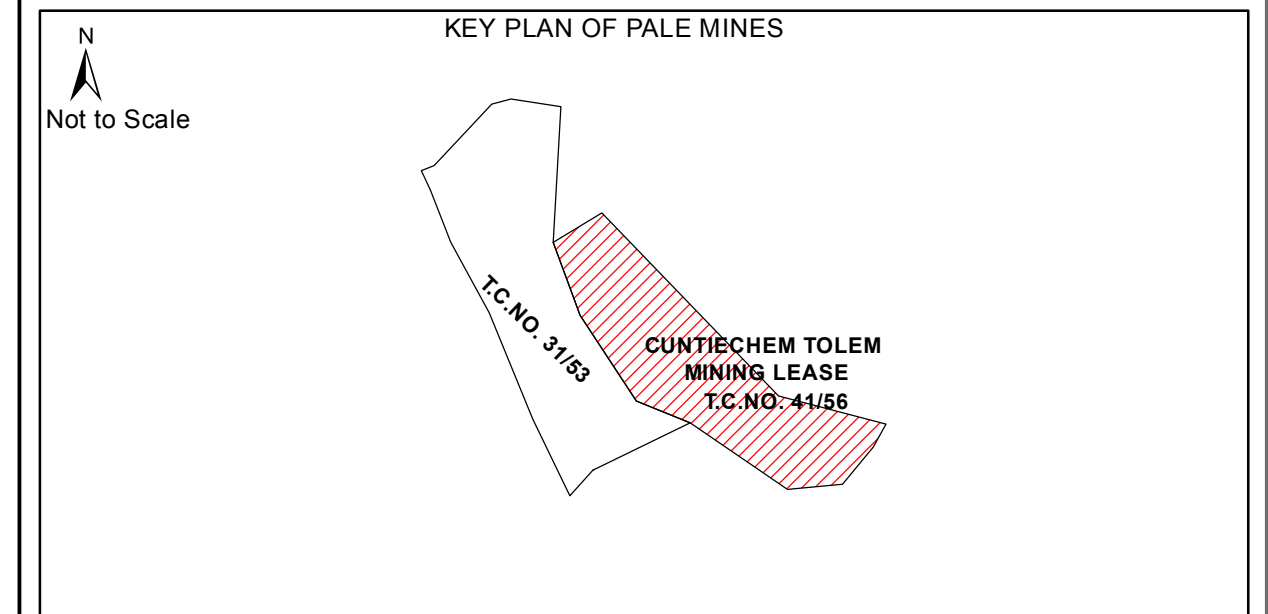 KEY PLAN OF PALE MINES
N
Not to Scale
T.C.NO. 31/53
CUNTIECHEM TOLEM
MINING LEASE
T.C.NO. 41/56